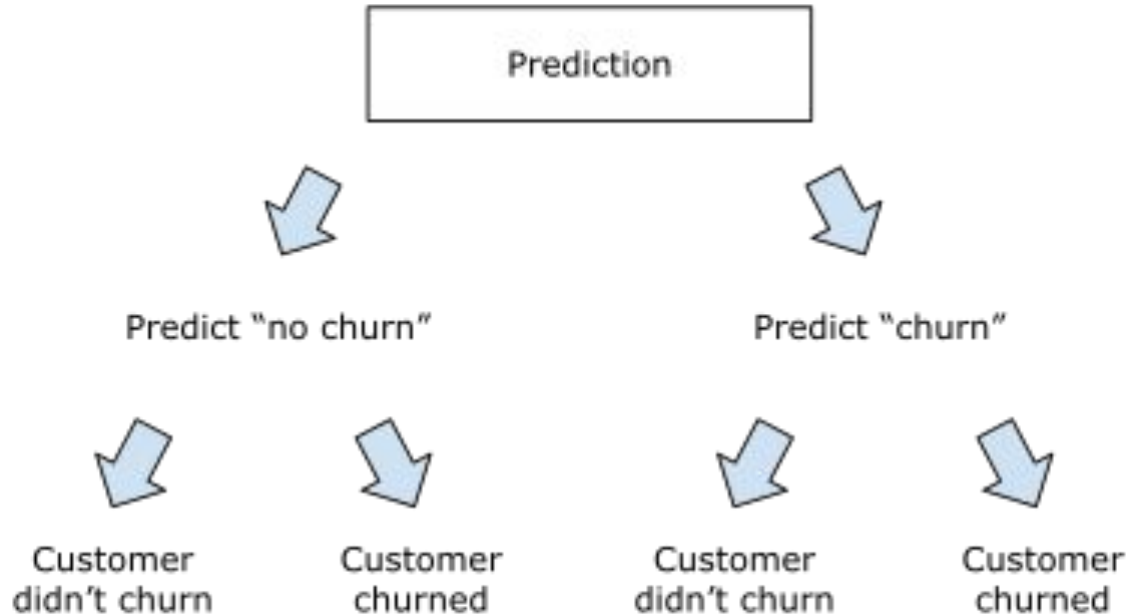 Prediction
Predict “no churn”
Predict “churn”
Customer
didn’t churn
Customer
churned
Customer
didn’t churn
Customer
churned